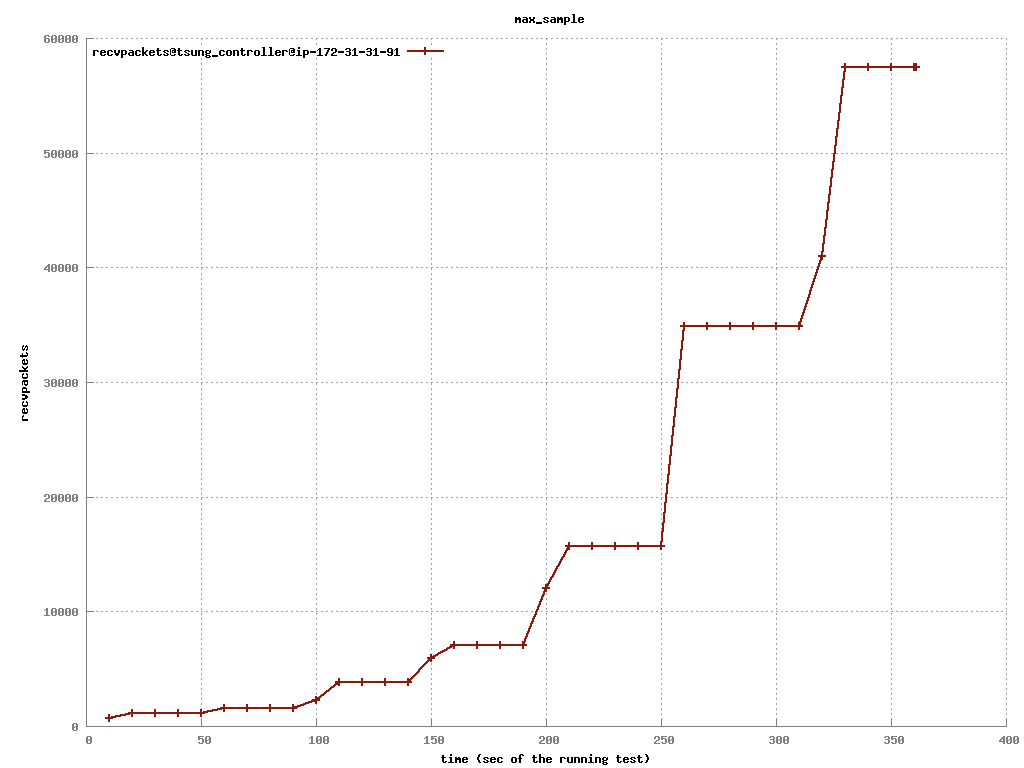 max_sample
recvpackets@tsung_controller@ip-172-31-31-91
60000
50000
40000
30000
20000
10000
0
recvpackets
0 50 100 150 200 250 300 350 400
time (sec of the running test)